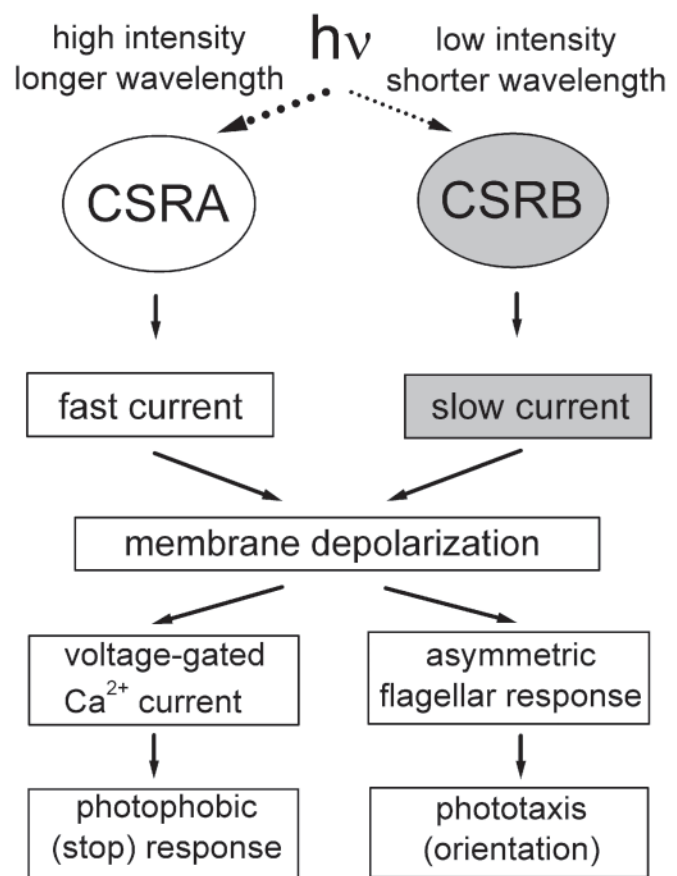 high intensity
longer wavelength
hν
low intensity
shorter wavelength
CSRA
CSRB
fast current
slow current
membrane depolarization
voltage-gated
Ca²⁺ current
asymmetric
flagellar response
photophobic
(stop) response
phototaxis
(orientation)